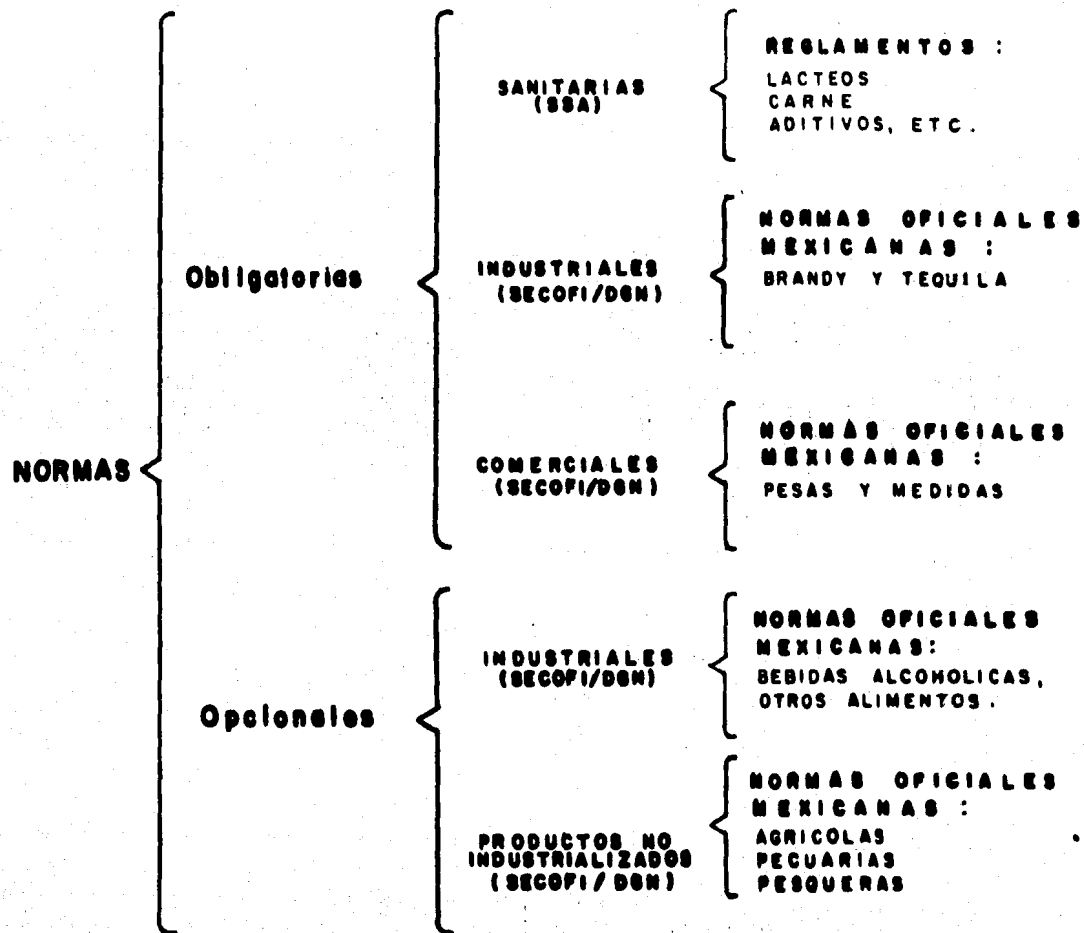 NORMAS
Obligatorias
SANITARIAS
(SSA)
REGLAMENTOS :
LACTEOS
CARNE
ADITIVOS, ETC.
INDUSTRIALES
(SECOFI/DGN)
NORMAS OFICIALES
MEXICANAS :
BRANDY Y TEQUILA
COMERCIALES
(SECOFI/DGN)
NORMAS OFICIALES
MEXICANAS :
PESAS Y MEDIDAS
Opcionales
INDUSTRIALES
(SECOFI/DGN)
NORMAS OFICIALES
MEXICANAS:
BEBIDAS ALCOHOLICAS,
OTROS ALIMENTOS.
PRODUCTOS NO
INDUSTRIALIZADOS
(SECOFI/ DGN)
NORMAS OFICIALES
MEXICANAS :
AGRICOLAS
PECUARIAS
PESQUERAS